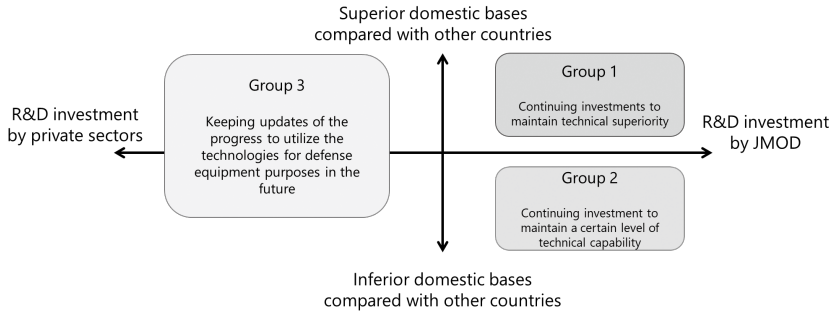 Superior domestic bases
compared with other countries
Group 3
Keeping updates of the
progress to utilize the
technologies for defense
equipment purposes in the
future
Group 1
Continuing investments to
maintain technical superiority
R&D investment
by private sectors
R&D investment
by JMOD
Group 2
Continuing investment to
maintain a certain level of
technical capability
Inferior domestic bases
compared with other countries